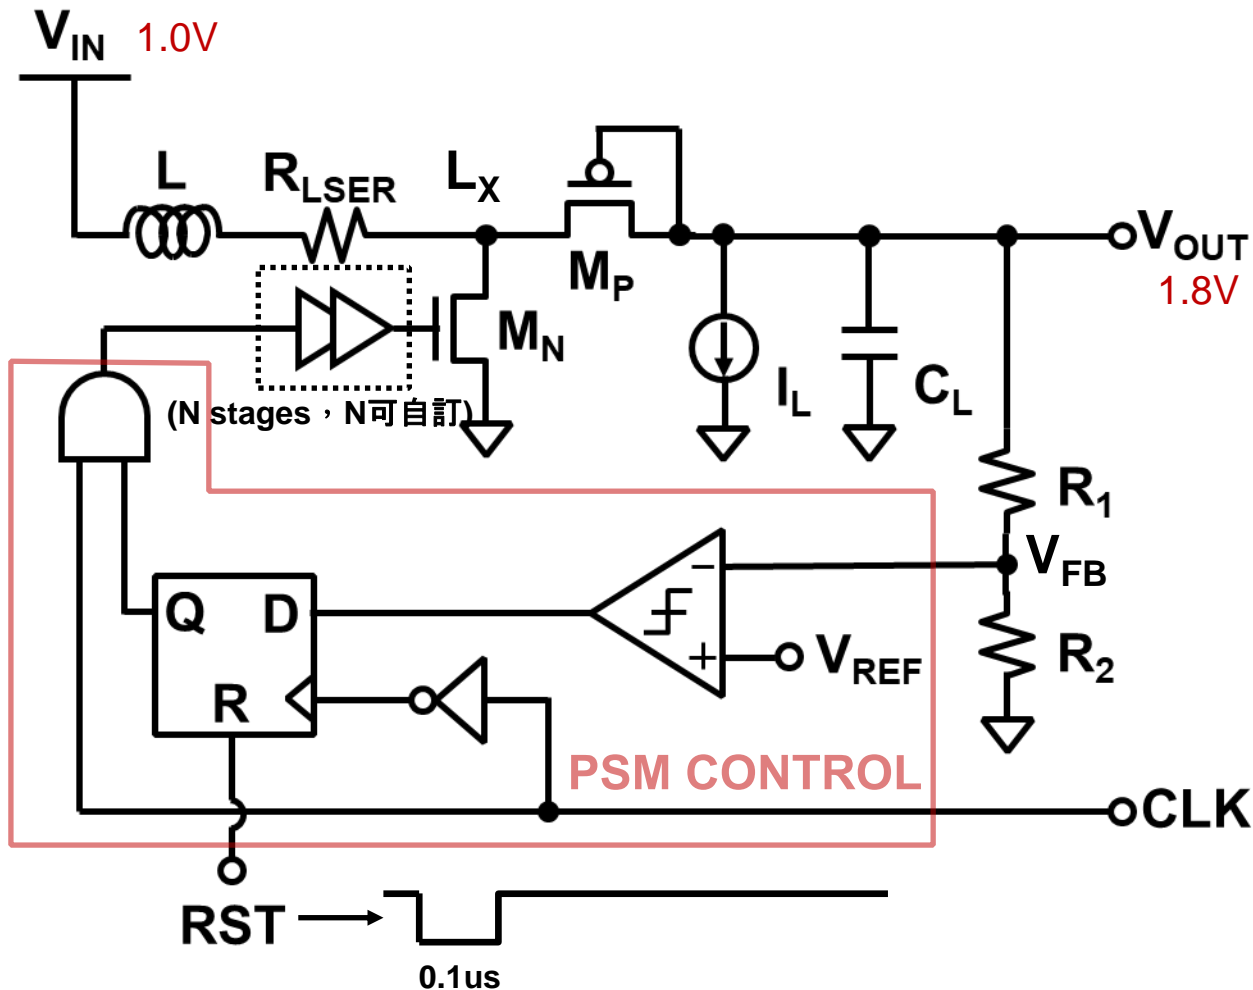 VIN 1.0V
L RLSER LX
MP
VOUT
1.8V
MN
IL CL
(N stages，N可自訂)
R1
VFB
Q D
−
+ VREF
R2
R
PSM CONTROL
CLK
RST
0.1us